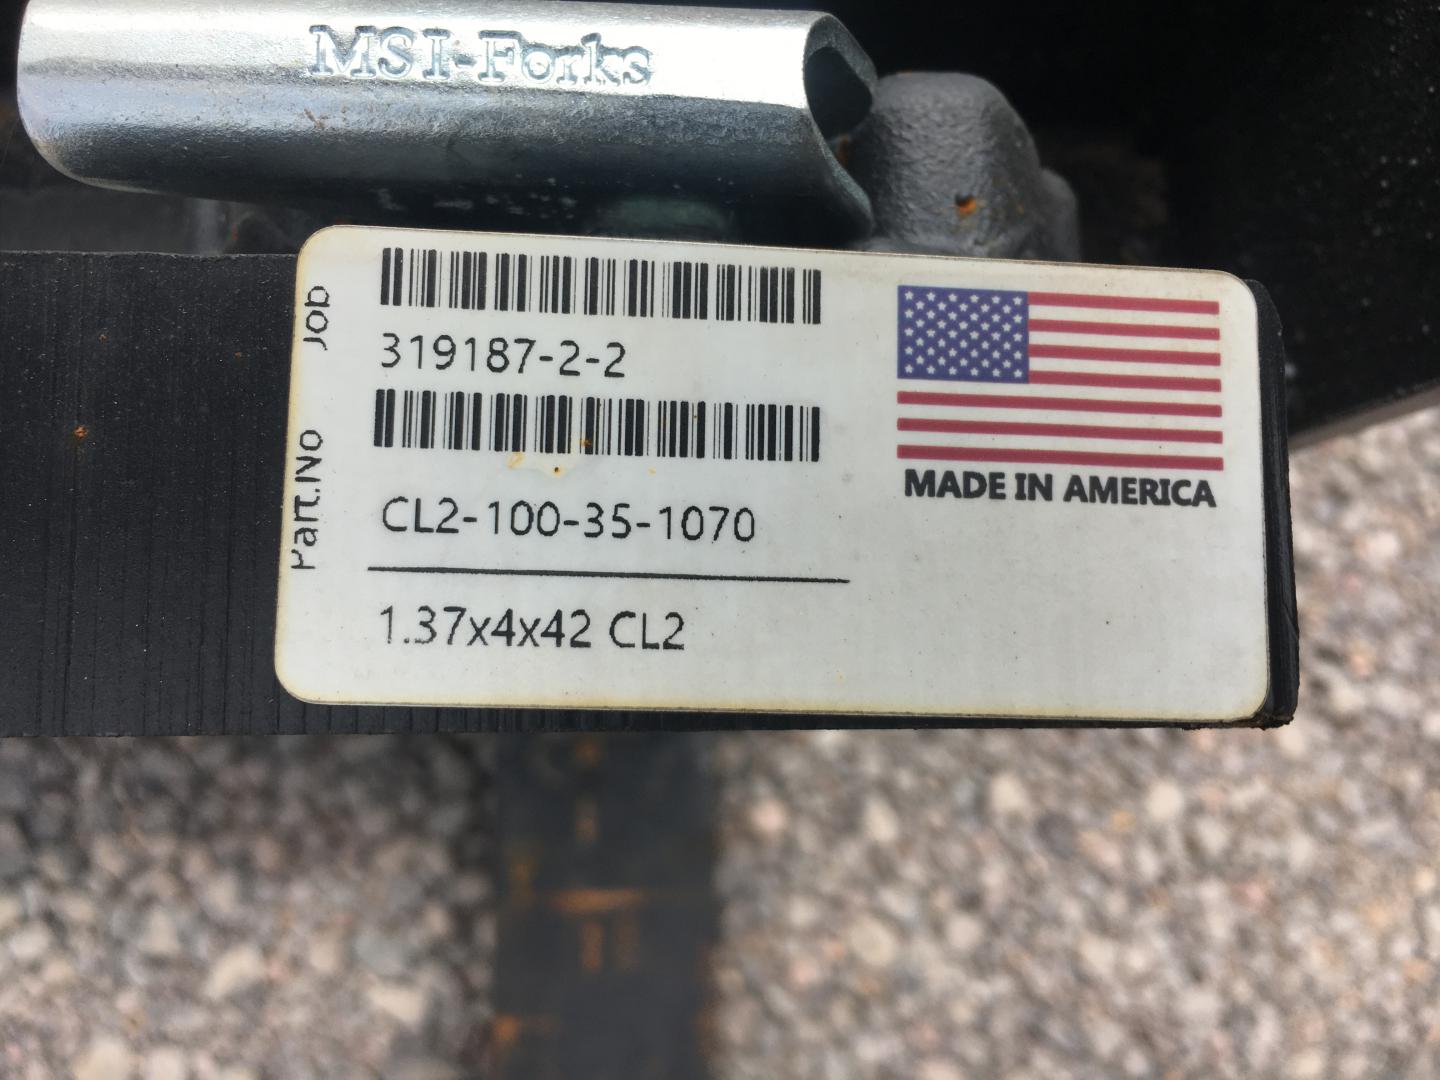 MSI-Forks
Job
319187-2-2
Part.No
CL2-100-35-1070
1.37x4x42 CL2
MADE IN AMERICA